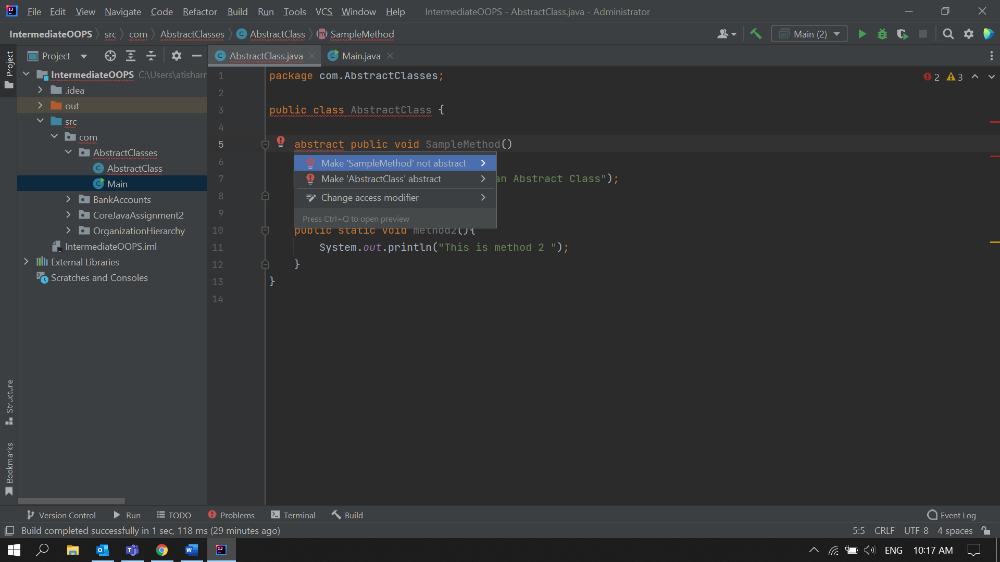 File Edit View Navigate Code Refactor Build Run Tools VCS Window Help IntermediateOOPS - AbstractClass.java - Administrator
IntermediateOOPS src com AbstractClasses AbstractClass SampleMethod Main (2)
Project AbstractClass.java Main.java
Project
IntermediateOOPS C:\Users\atisharr
.idea
out
src
com
AbstractClasses
AbstractClass
Main
BankAccounts
CoreJavaAssignment2
OrganizationHierarchy
IntermediateOOPS.iml
External Libraries
Scratches and Consoles
Structure
Bookmarks
1 package com.AbstractClasses;
2 3
2
3 public class AbstractClass {
4
5 abstract public void SampleMethod()
6
7 an Abstract Class");
8
9
10 public static void method2(){
11 System.out.println("This is method 2 ");
12 }
13 }
14
Make 'SampleMethod' not abstract
Make 'AbstractClass' abstract
Change access modifier
Press Ctrl+Q to open preview
Version Control Run TODO Problems Terminal Build Event Log
Build completed successfully in 1 sec, 118 ms (29 minutes ago) 5:5 CRLF UTF-8 4 spaces
ENG 10:17 AM